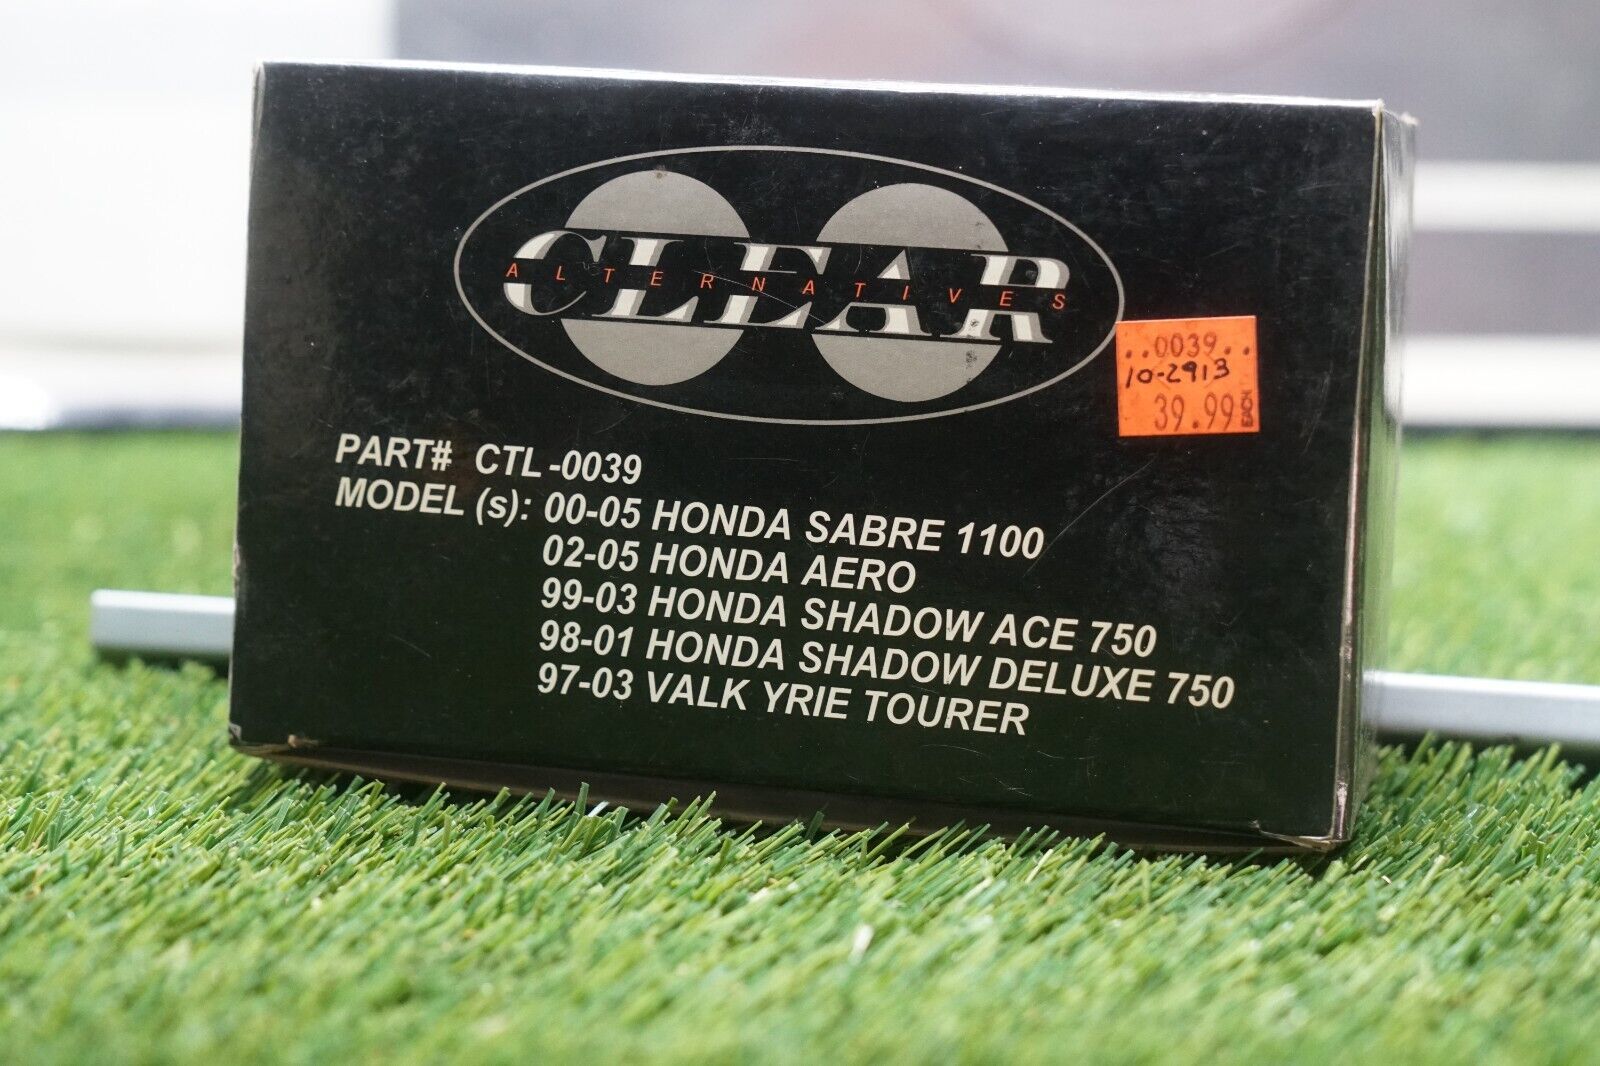 CLEAR
ALTERNATIVES
..0039..
10-2913
39.99 EACH
PART# CTL-0039
MODEL (s): 00-05 HONDA SABRE 1100
02-05 HONDA AERO
99-03 HONDA SHADOW ACE 750
98-01 HONDA SHADOW DELUXE 750
97-03 VALK YRIE TOURER